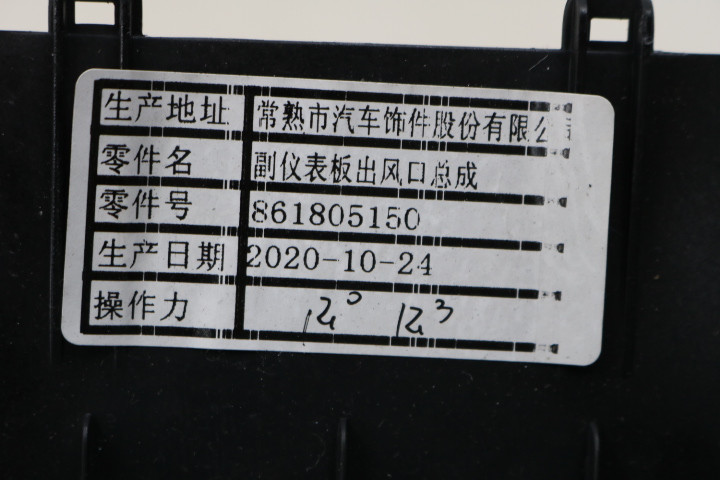 生产地址 常熟市汽车饰件股份有限公
零件名 副仪表板出风口总成
零件号 861805150
生产日期 2020-10-24
操作力